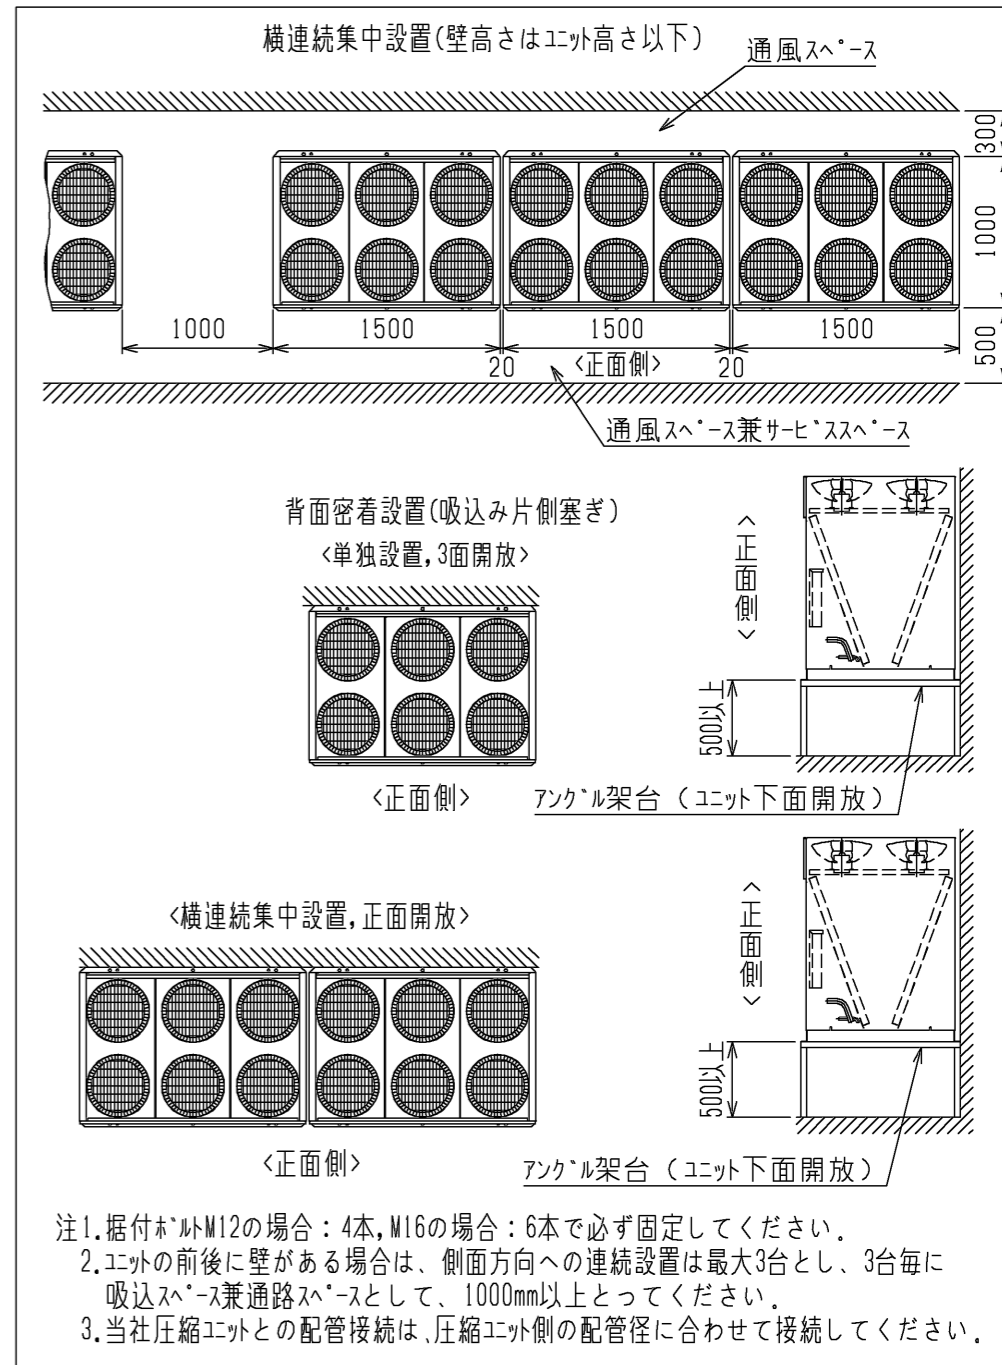 横連続集中設置(壁高さはユニット高さ以下)
通風スペース
300
1000
500
1000
1500
1500
1500
20
<正面側>
20
通風スペース兼サービススペース
背面密着設置(吸込み片側塞ぎ)
<単独設置,3面開放>
<正面側>
<正面側>
500以上
アングル架台（ユニット下面開放）
<横連続集中設置,正面開放>
<正面側>
<正面側>
500以上
アングル架台（ユニット下面開放）
注1.据付ボルトM12の場合：4本,M16の場合：6本で必ず固定してください。
2.ユニットの前後に壁がある場合は、側面方向への連続設置は最大3台とし、3台毎に
吸込スペース兼通路スペースとして、1000mm以上とってください。
3.当社圧縮ユニットとの配管接続は、圧縮ユニット側の配管径に合わせて接続してください。